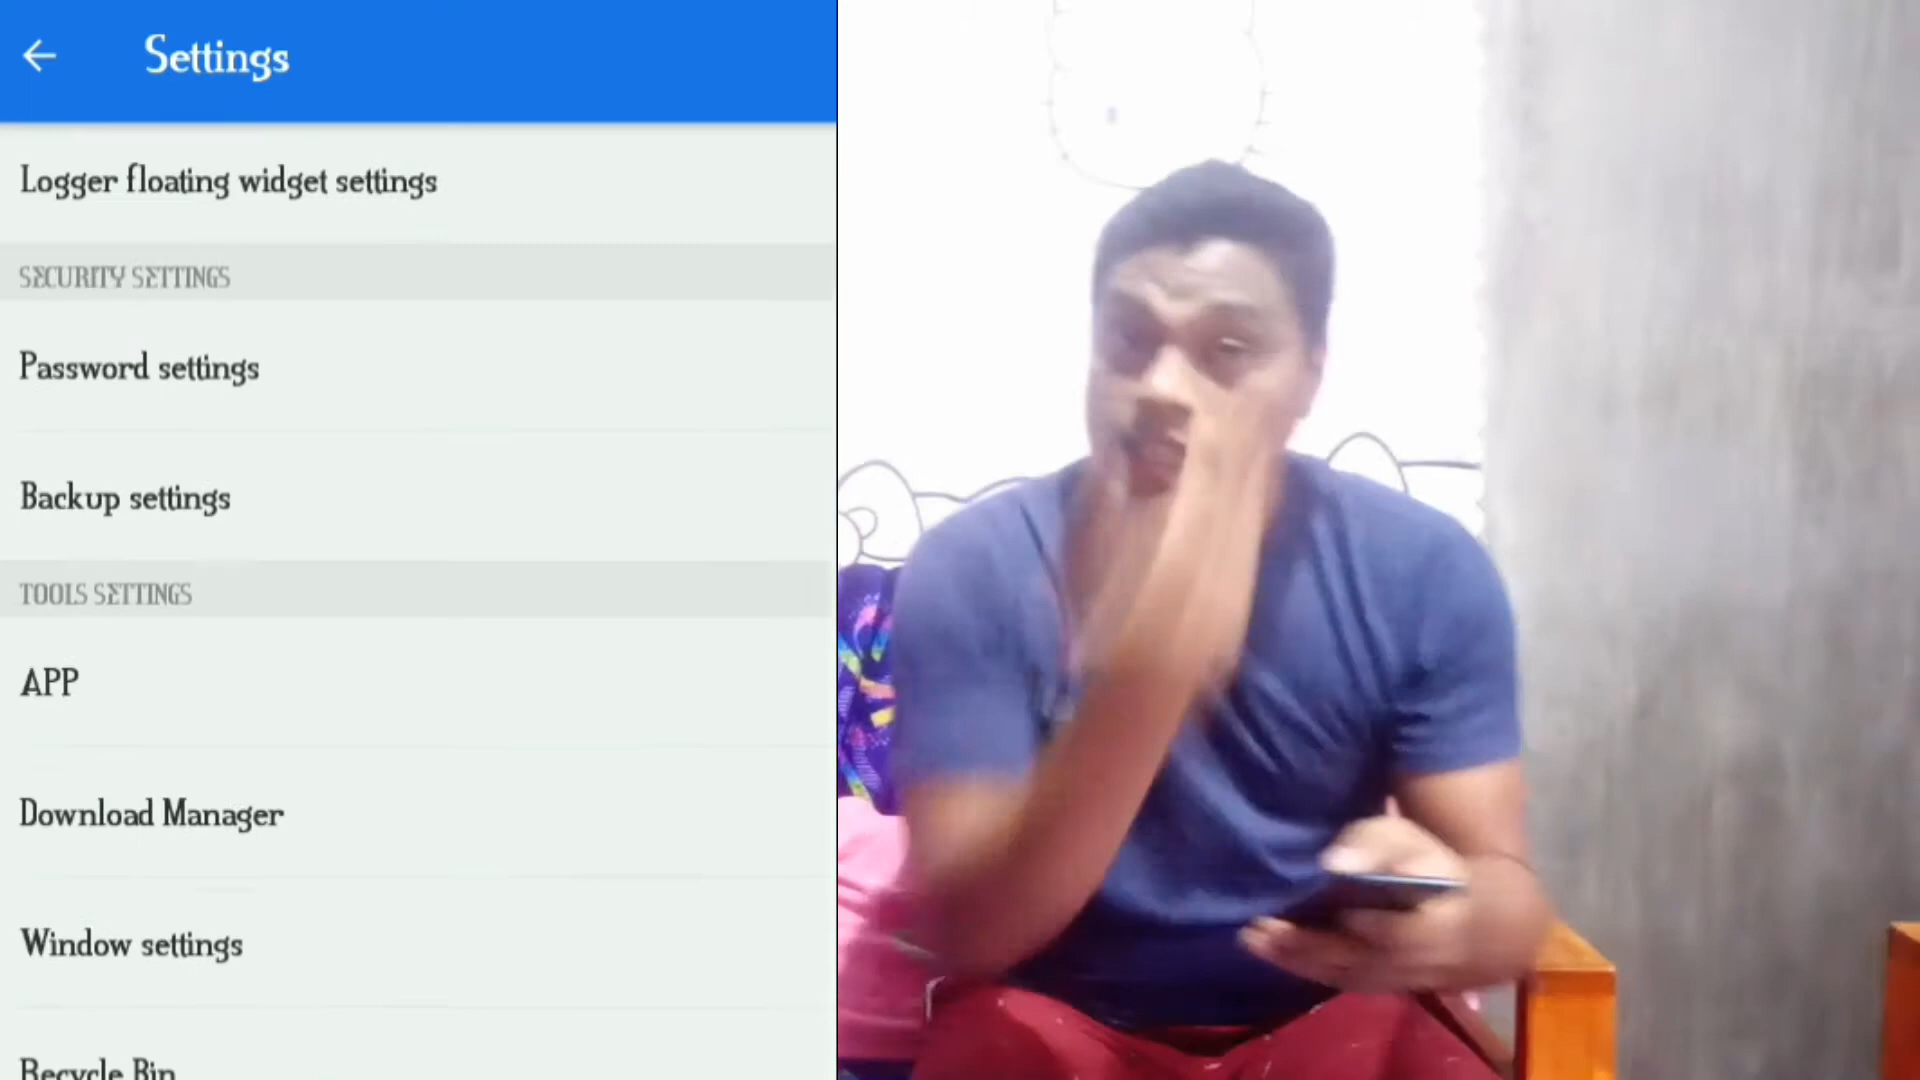 Settings
Logger floating widget settings
SECURITY SETTINGS
Password settings
Backup settings
TOOLS SETTINGS
APP
Download Manager
Window settings
Recycle Bin